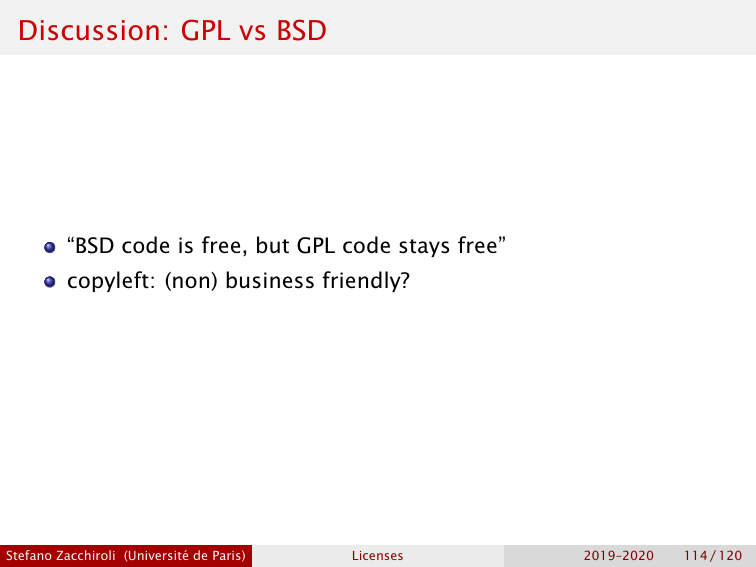 Discussion: GPL vs BSD
“BSD code is free, but GPL code stays free”
copyleft: (non) business friendly?
Stefano Zacchiroli (Université de Paris) Licenses 2019–2020 114 / 120